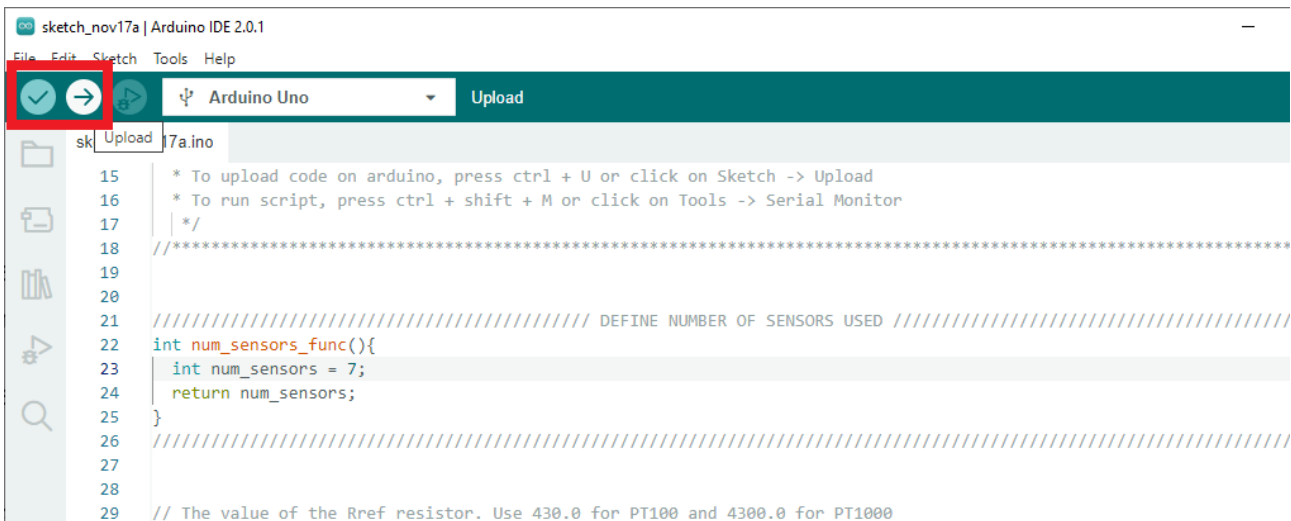 sketch_nov17a | Arduino IDE 2.0.1
File Edit Sketch Tools Help
Arduino Uno
Upload
Upload
sk 17a.ino
15 * To upload code on arduino, press ctrl + U or click on Sketch -> Upload
16 * To run script, press ctrl + shift + M or click on Tools -> Serial Monitor
17 */
18 //*******************************************************************************************************************
19
20
21 ///////////////////////////////////////////// DEFINE NUMBER OF SENSORS USED /////////////////////////////////////////
22 int num_sensors_func(){
23 int num_sensors = 7;
24 return num_sensors;
25 }
26 /////////////////////////////////////////////////////////////////////////////////////////////////////////////////////
27
28
29 // The value of the Rref resistor. Use 430.0 for PT100 and 4300.0 for PT1000